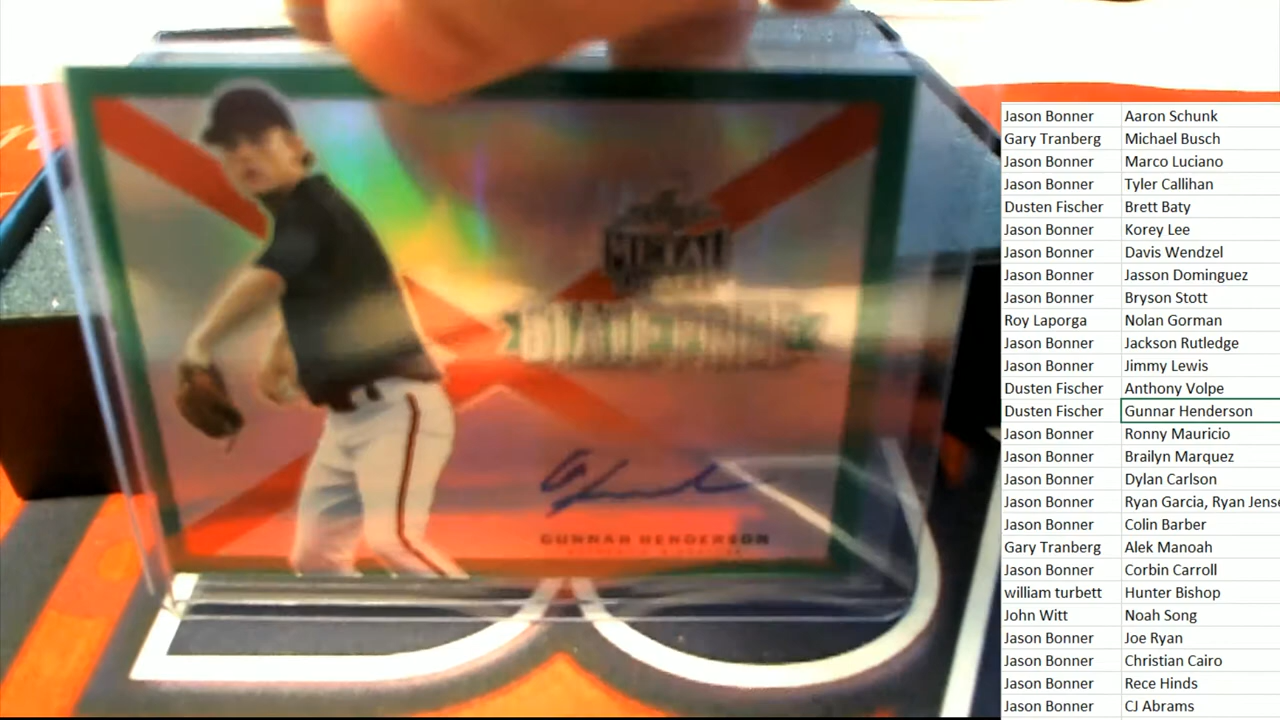 METAL
GUNNAR HENDERSON
Jason Bonner Aaron Schunk
Gary Tranberg Michael Busch
Jason Bonner Marco Luciano
Jason Bonner Tyler Callihan
Dusten Fischer Brett Baty
Jason Bonner Korey Lee
Jason Bonner Davis Wendzel
Jason Bonner Jasson Dominguez
Jason Bonner Bryson Stott
Roy Laporga Nolan Gorman
Jason Bonner Jackson Rutledge
Jason Bonner Jimmy Lewis
Dusten Fischer Anthony Volpe
Dusten Fischer Gunnar Henderson
Jason Bonner Ronny Mauricio
Jason Bonner Brailyn Marquez
Jason Bonner Dylan Carlson
Jason Bonner Ryan Garcia, Ryan Jense
Jason Bonner Colin Barber
Gary Tranberg Alek Manoah
Jason Bonner Corbin Carroll
william turbett Hunter Bishop
John Witt Noah Song
Jason Bonner Joe Ryan
Jason Bonner Christian Cairo
Jason Bonner Rece Hinds
Jason Bonner CJ Abrams